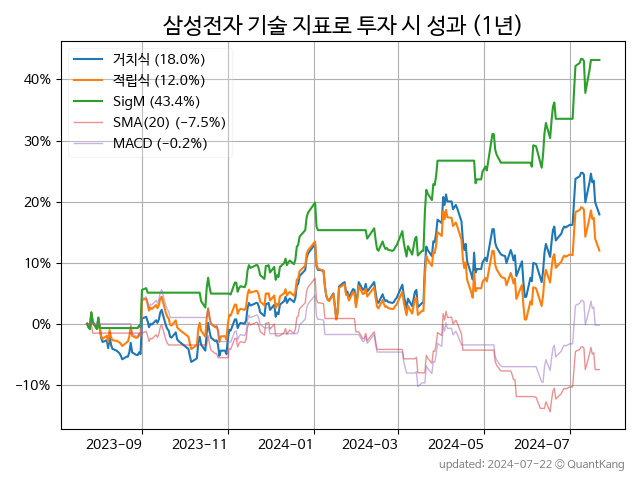 삼성전자 기술 지표로 투자 시 성과 (1년)
거치식 (18.0%)
적립식 (12.0%)
SigM (43.4%)
SMA(20) (−7.5%)
MACD (−0.2%)
40%
30%
20%
10%
0%
−10%
2023-09 2023-11 2024-01 2024-03 2024-05 2024-07
updated: 2024-07-22 © QuantKang